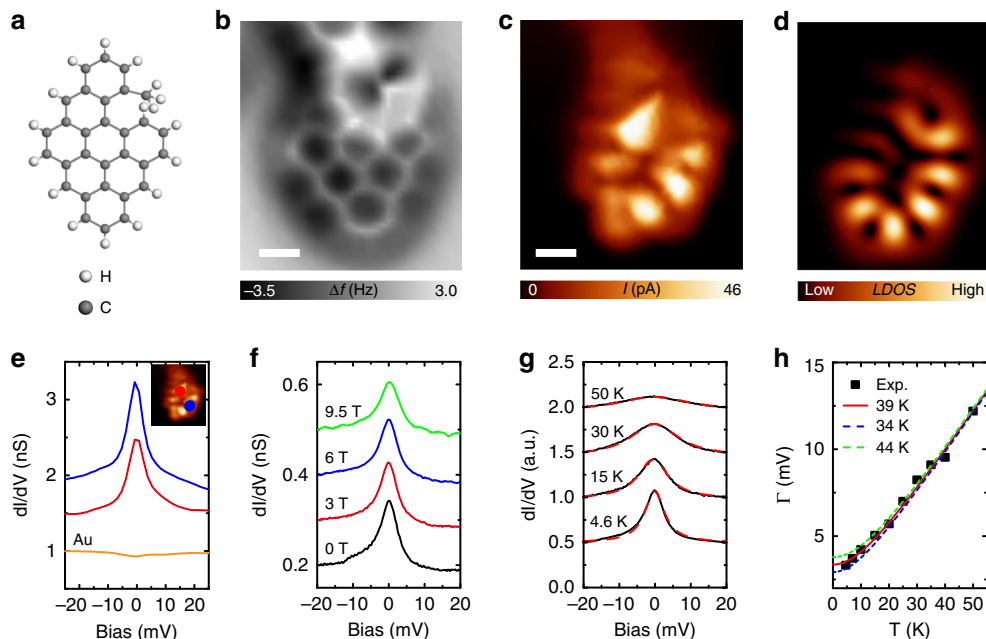 a
b
c
d
H
C
−3.5 Δf (Hz) 3.0
0 I (pA) 46
Low LDOS High
e
f
g
h
3
2
1
dI/dV (nS)
Au
−20 −10 0 10 20
Bias (mV)
0.6
0.4
0.2
dI/dV (nS)
9.5 T
6 T
3 T
0 T
−20 −10 0 10 20
Bias (mV)
2.5
2.0
1.5
1.0
0.5
0.0
dI/dV (a.u.)
50 K
30 K
15 K
4.6 K
−20 −10 0 10 20
Bias (mV)
15
10
5
0
Γ (mV)
Exp.
39 K
34 K
44 K
0 10 20 30 40 50
T (K)